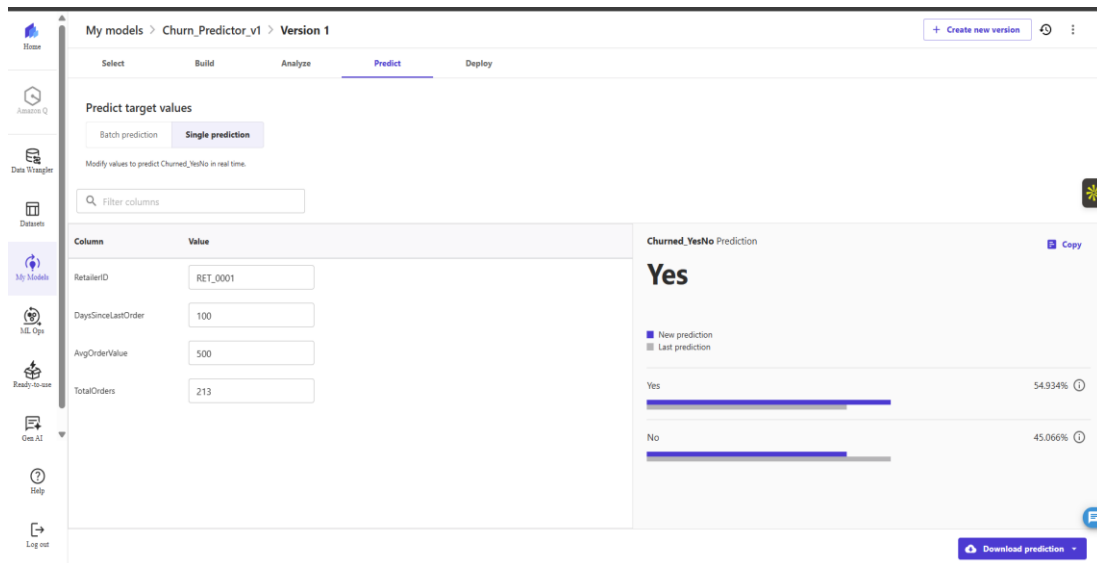 Home
Amazon Q
Data Wrangler
Datasets
My Models
ML Ops
Ready-to-use
Gen AI
Help
Log out
My models > Churn_Predictor_v1 > Version 1
+ Create new version
Select Build Analyze Predict Deploy
Predict target values
Batch prediction Single prediction
Modify values to predict Churned_YesNo in real time.
Filter columns
Column Value
RetailerID RET_0001
DaysSinceLastOrder 100
AvgOrderValue 500
TotalOrders 213
Churned_YesNo Prediction
Copy
Yes
New prediction
Last prediction
Yes 54.934%
No 45.066%
Download prediction